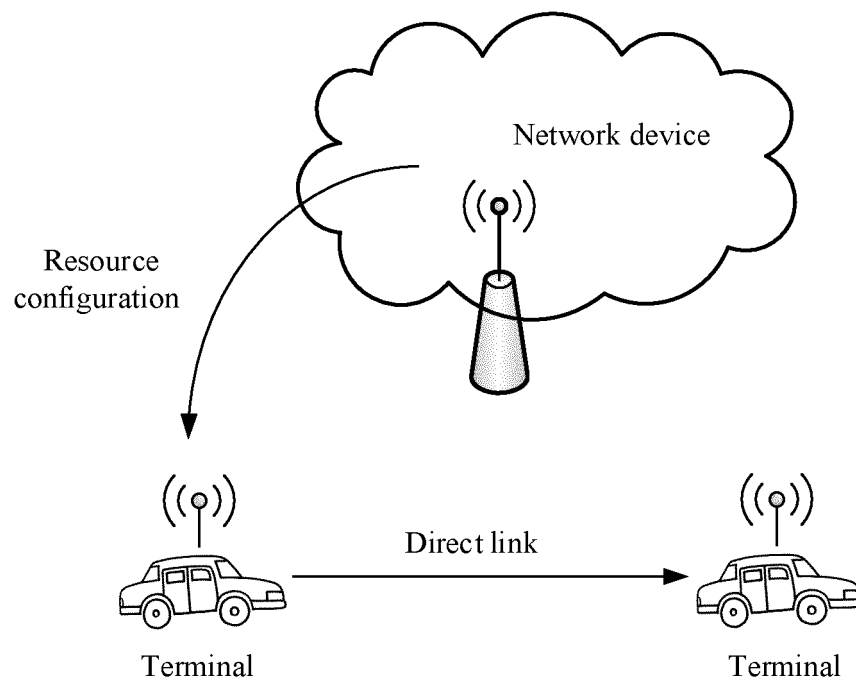 Network device
Resource
configuration
Direct link
Terminal
Terminal